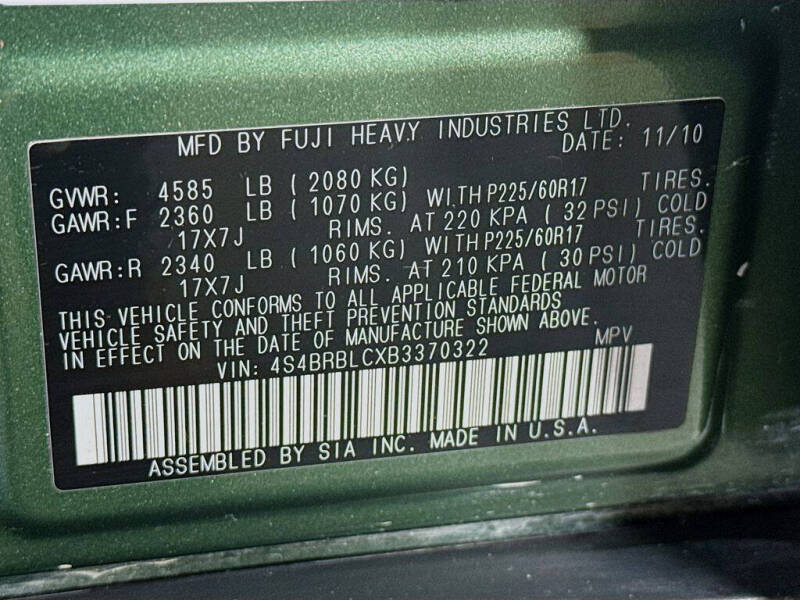 MFD BY FUJI HEAVY INDUSTRIES LTD.
DATE: 11/10
GVWR: 4585 LB ( 2080 KG)
GAWR:F 2360 LB ( 1070 KG) WITH P225/60R17 TIRES.
17X7J RIMS. AT 220 KPA ( 32 PSI) COLD
GAWR:R 2340 LB ( 1060 KG) WITH P225/60R17 TIRES.
17X7J RIMS. AT 210 KPA ( 30 PSI) COLD
THIS VEHICLE CONFORMS TO ALL APPLICABLE FEDERAL MOTOR
VEHICLE SAFETY AND THEFT PREVENTION STANDARDS
IN EFFECT ON THE DATE OF MANUFACTURE SHOWN ABOVE.
VIN: 4S4BRBLCXB3370322 MPV
ASSEMBLED BY SIA INC. MADE IN U.S.A.